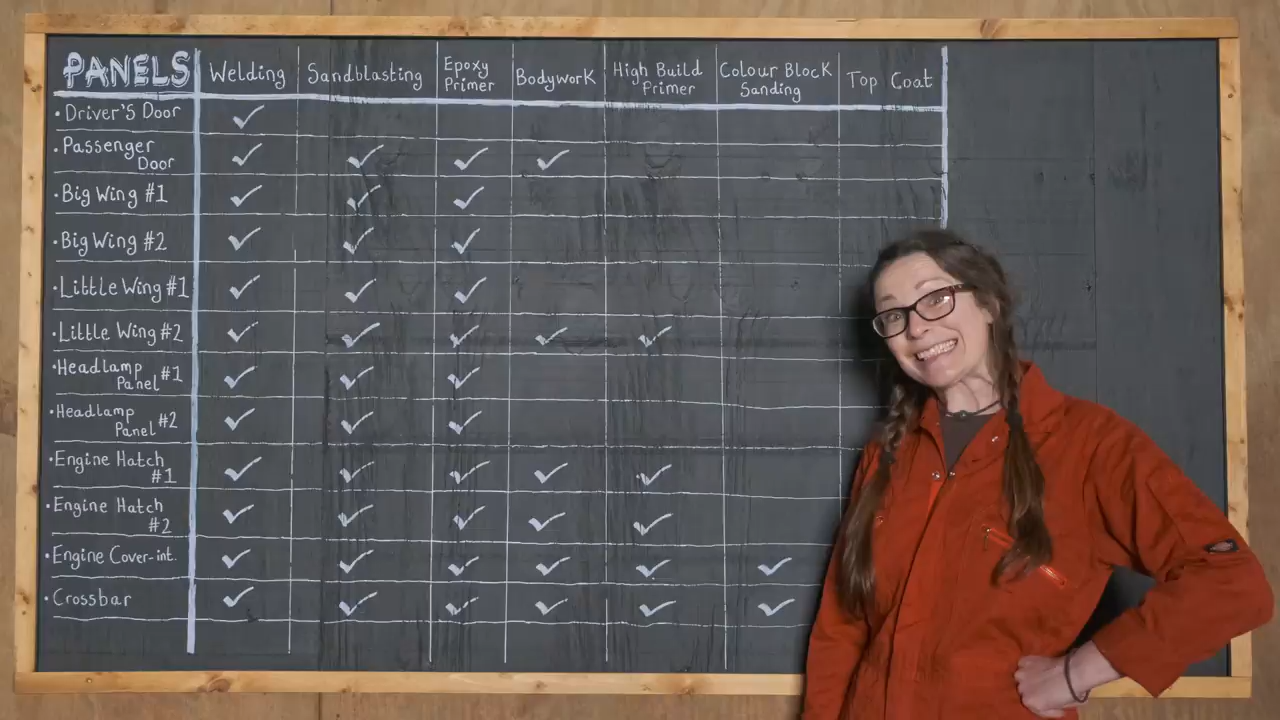 PANELS Welding Sandblasting Epoxy Primer Bodywork High Build Primer Colour Block Sanding Top Coat
• Driver's Door ✓
• Passenger Door ✓ ✓ ✓ ✓
• Big Wing #1 ✓ ✓ ✓
• Big Wing #2 ✓ ✓ ✓
• Little Wing #1 ✓ ✓ ✓
• Little Wing #2 ✓ ✓ ✓ ✓ ✓
• Headlamp Panel #1 ✓ ✓ ✓
• Headlamp Panel #2 ✓ ✓ ✓
• Engine Hatch #1 ✓ ✓ ✓ ✓ ✓
• Engine Hatch #2 ✓ ✓ ✓ ✓ ✓
• Engine Cover-int. ✓ ✓ ✓ ✓ ✓ ✓
• Crossbar ✓ ✓ ✓ ✓ ✓ ✓